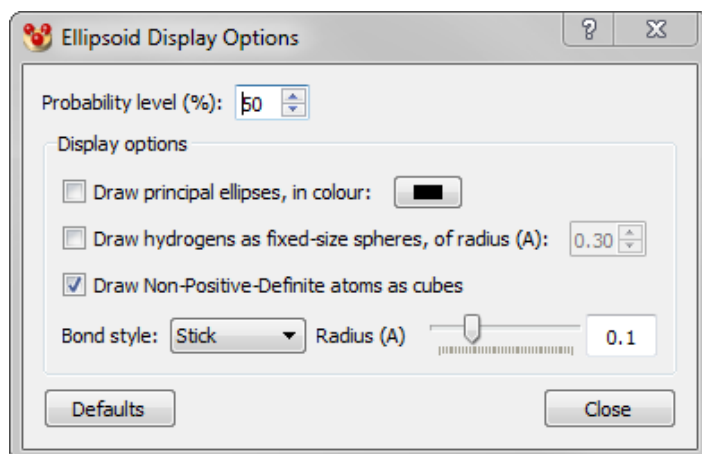 Ellipsoid Display Options ?
Probability level (%): 50
Display options
Draw principal ellipses, in colour:
Draw hydrogens as fixed-size spheres, of radius (A): 0.30
Draw Non-Positive-Definite atoms as cubes
Bond style: Stick Radius (A) 0.1
Defaults Close